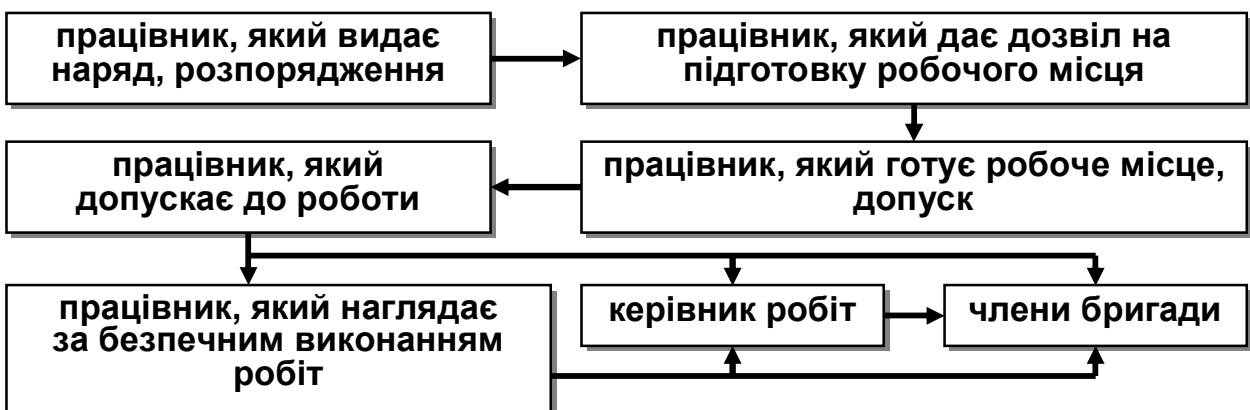 працівник, який видає
наряд, розпорядження
працівник, який дає дозвіл на
підготовку робочого місця
працівник, який
допускає до роботи
працівник, який готує робоче місце,
допуск
працівник, який наглядає
за безпечним виконанням
робіт
керівник робіт
члени бригади